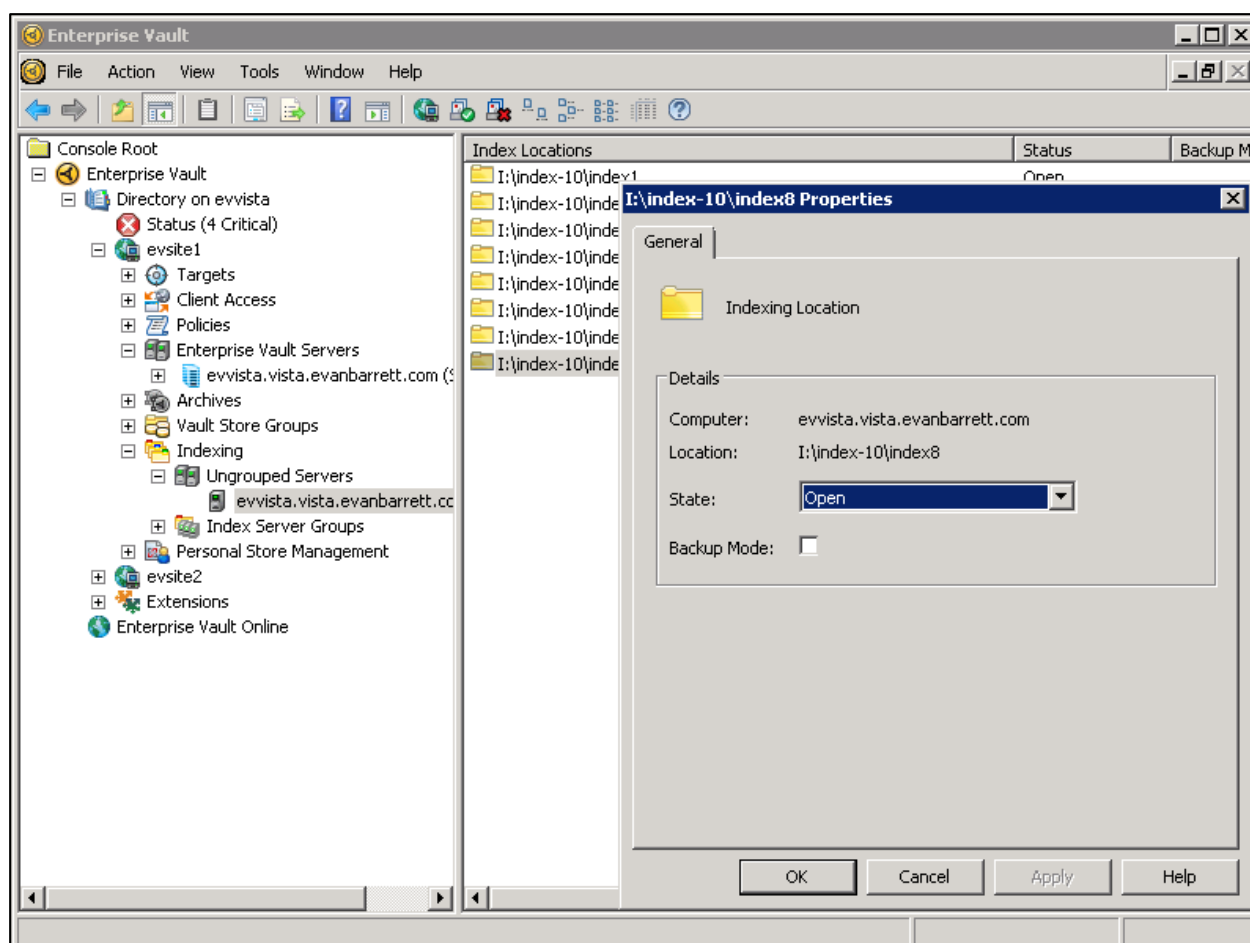 Enterprise Vault
File Action View Tools Window Help
Console Root
Enterprise Vault
Directory on evvista
Status (4 Critical)
evsite1
Targets
Client Access
Policies
Enterprise Vault Servers
evvista.vista.evanbarrett.com (S
Archives
Vault Store Groups
Indexing
Ungrouped Servers
evvista.vista.evanbarrett.cc
Index Server Groups
Personal Store Management
evsite2
Extensions
Enterprise Vault Online
Index Locations Status Backup M
I:\index-10\index1 Open
I:\index-10\inde
I:\index-10\inde
I:\index-10\inde
I:\index-10\inde
I:\index-10\inde
I:\index-10\inde
I:\index-10\inde
I:\index-10\index8 Properties
General
Indexing Location
Details
Computer: evvista.vista.evanbarrett.com
Location: I:\index-10\index8
State: Open
Backup Mode:
OK Cancel Apply Help